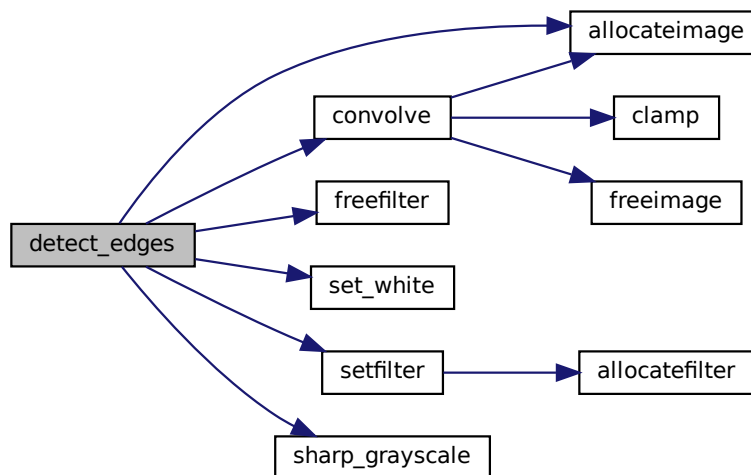 allocateimage
convolve
clamp
freefilter
freeimage
detect_edges
set_white
setfilter
allocatefilter
sharp_grayscale